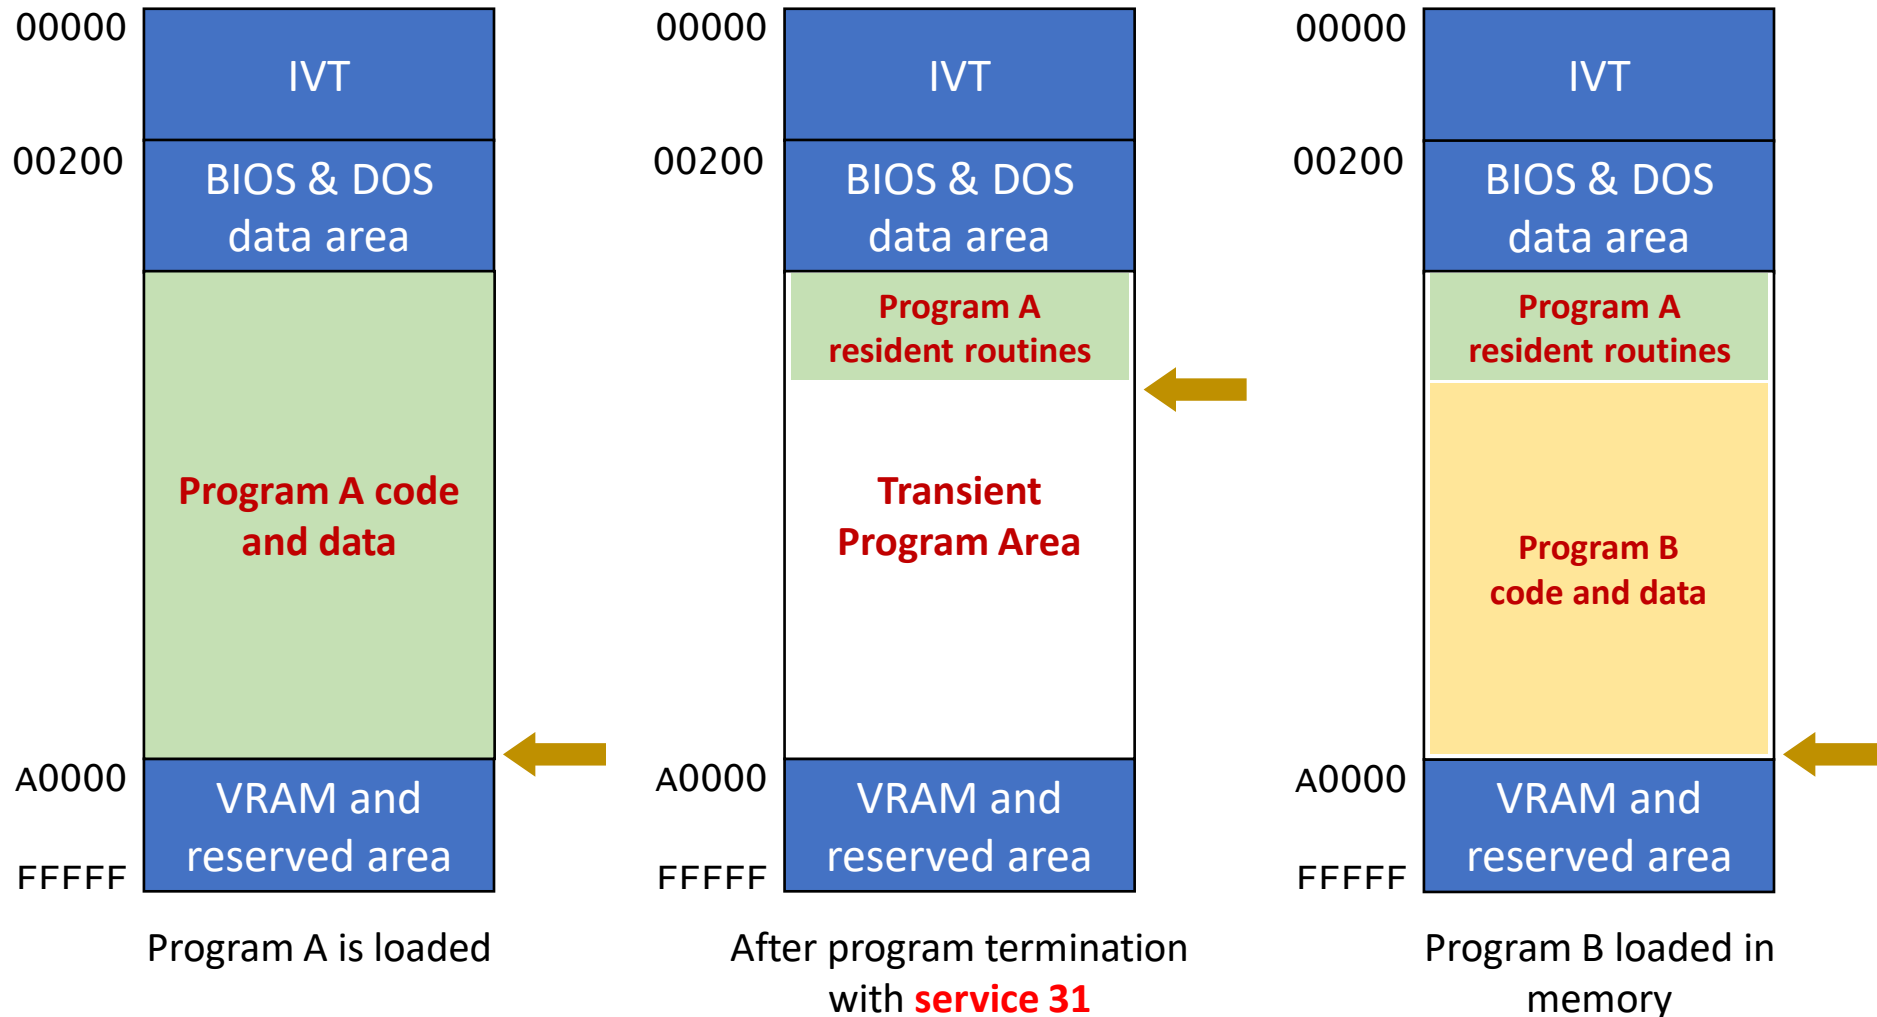 00000
IVT
00200
BIOS & DOS
data area
Program A code
and data
A0000
VRAM and
reserved area
FFFFF
Program A is loaded
00000
IVT
00200
BIOS & DOS
data area
Program A
resident routines
Transient
Program Area
A0000
VRAM and
reserved area
FFFFF
After program termination
with service 31
00000
IVT
00200
BIOS & DOS
data area
Program A
resident routines
Program B
code and data
A0000
VRAM and
reserved area
FFFFF
Program B loaded in
memory